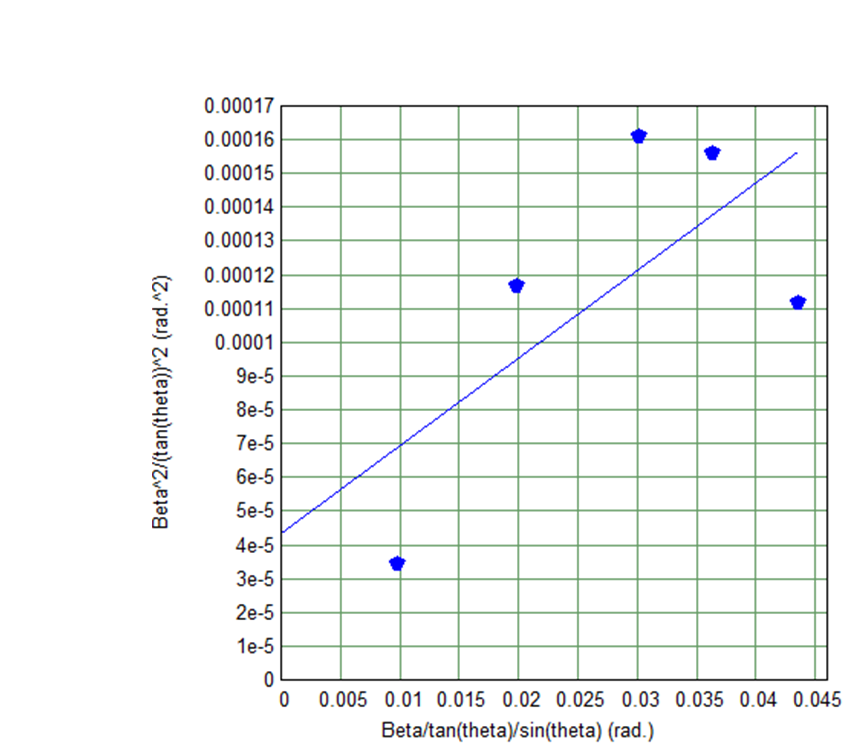 0.00017
0.00016
0.00015
0.00014
0.00013
0.00012
0.00011
0.0001
9e-5
8e-5
7e-5
6e-5
5e-5
4e-5
3e-5
2e-5
1e-5
0
Beta^2/(tan(theta))^2 (rad.^2)
0 0.005 0.01 0.015 0.02 0.025 0.03 0.035 0.04 0.045
Beta/tan(theta)/sin(theta) (rad.)